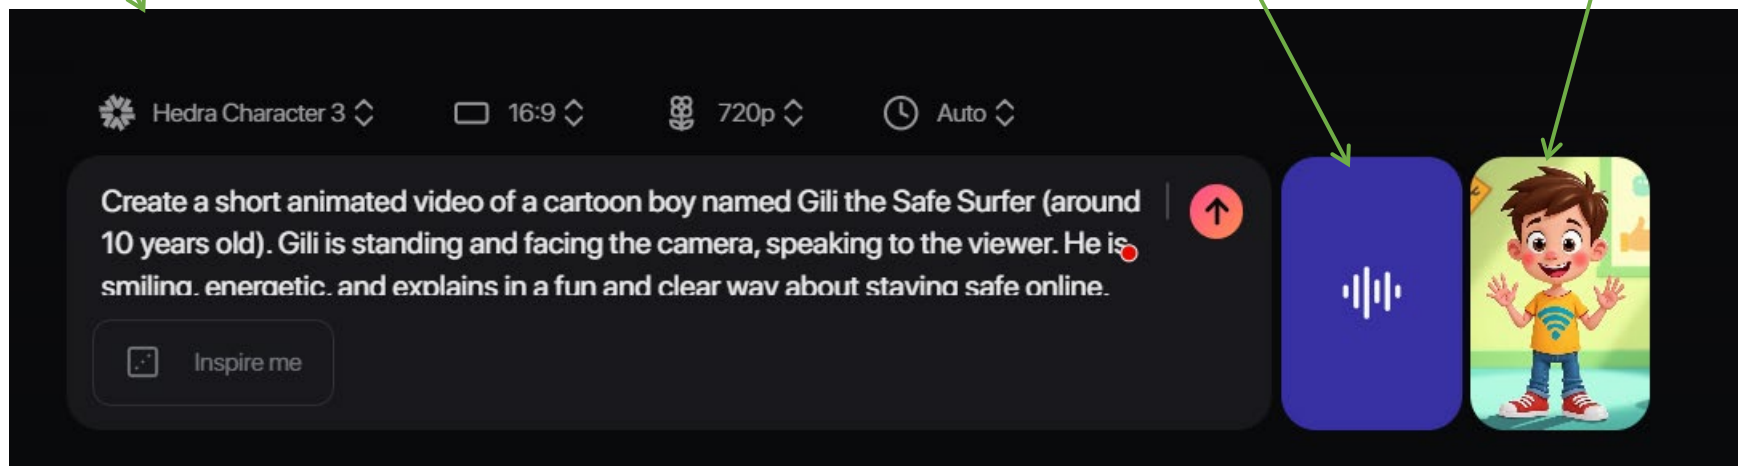 Hedra Character 3
16:9
720p
Auto
Create a short animated video of a cartoon boy named Gili the Safe Surfer (around
10 years old). Gili is standing and facing the camera, speaking to the viewer. He is
smiling, energetic, and explains in a fun and clear way about staying safe online.
Inspire me